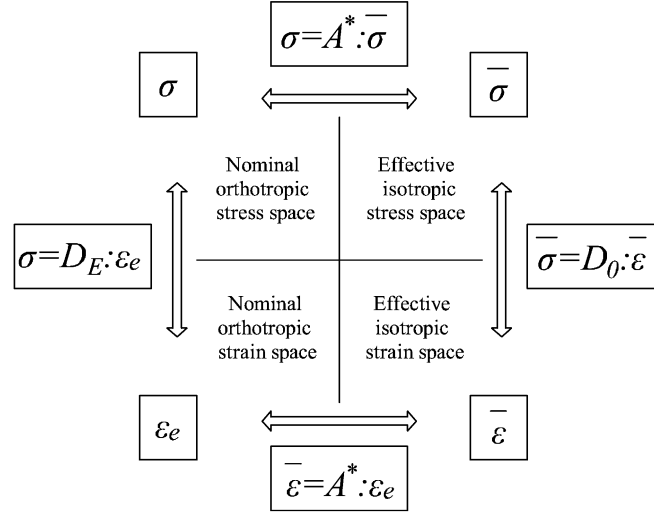 σ=A*:σ̅
σ
σ̅
Nominal
orthotropic
stress space
Effective
isotropic
stress space
σ=D_E:ε_e
σ̅=D_0:ε̅
Nominal
orthotropic
strain space
Effective
isotropic
strain space
ε_e
ε̅
ε̅=A*:ε_e